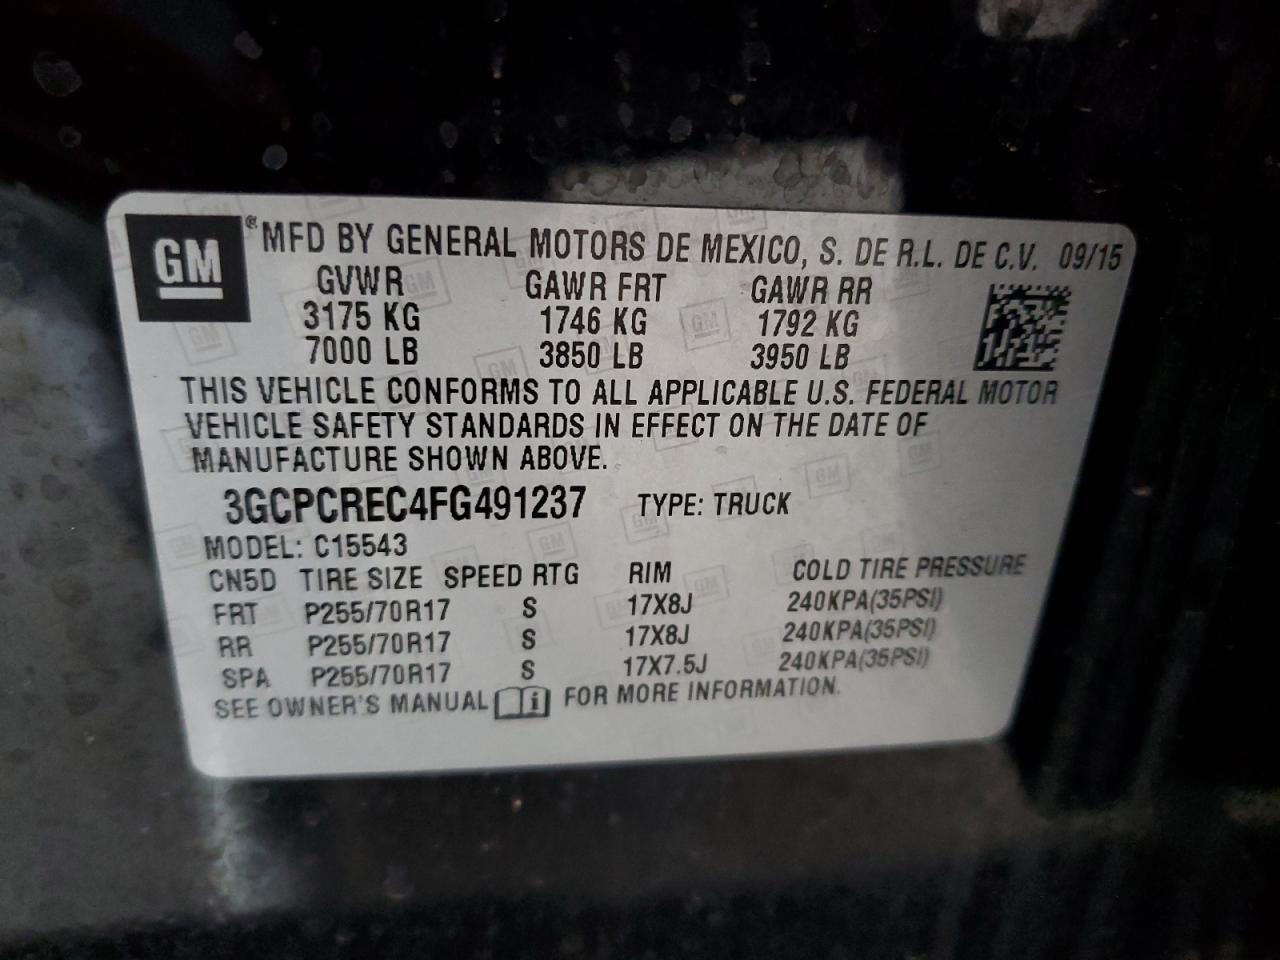 GM ® MFD BY GENERAL MOTORS DE MEXICO, S. DE R.L. DE C.V. 09/15
GVWR GAWR FRT GAWR RR
3175 KG 1746 KG 1792 KG
7000 LB 3850 LB 3950 LB
THIS VEHICLE CONFORMS TO ALL APPLICABLE U.S. FEDERAL MOTOR
VEHICLE SAFETY STANDARDS IN EFFECT ON THE DATE OF
MANUFACTURE SHOWN ABOVE.
3GCPCREC4FG491237 TYPE: TRUCK
MODEL: C15543
CN5D TIRE SIZE SPEED RTG RIM COLD TIRE PRESSURE
FRT P255/70R17 S 17X8J 240KPA(35PSI)
RR P255/70R17 S 17X8J 240KPA(35PSI)
SPA P255/70R17 S 17X7.5J 240KPA(35PSI)
SEE OWNER'S MANUAL i FOR MORE INFORMATION.